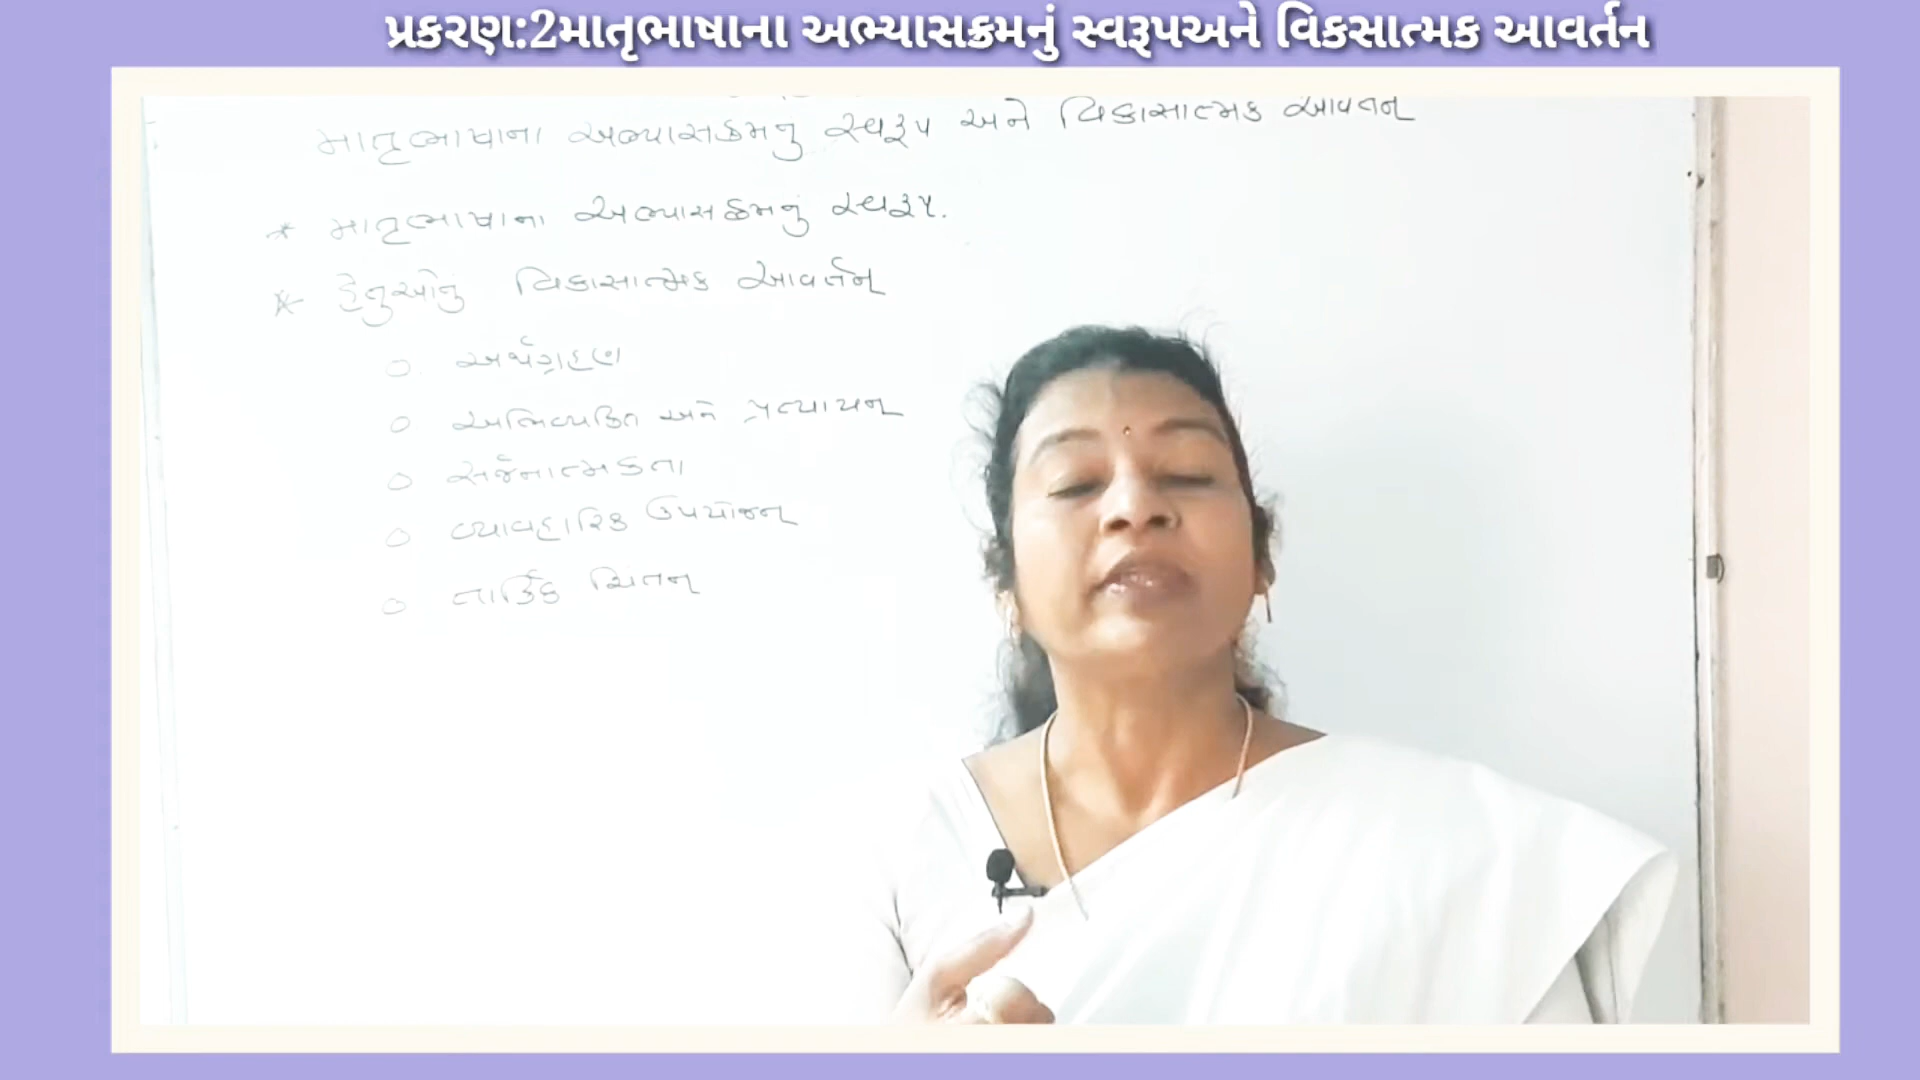 પ્રકરણ:2માતૃભાષાના અભ્યાસક્રમનું સ્વરૂપઅને વિકસાત્મક આવર્તન
માતૃભાષાના અભ્યાસક્રમનું સ્વરૂપ અને વિકાસાત્મક આવર્તન
* માતૃભાષાના અભ્યાસક્રમનું સ્વરૂપ.
* હેતુઓનું વિકાસાત્મક આવર્તન
○ અર્થગ્રહણ
○ અભિવ્યક્તિ અને પ્રત્યાયન
○ સર્જનાત્મકતા
○ વ્યાવહારિક ઉપયોજન
○ તાર્કિક ચિંતન